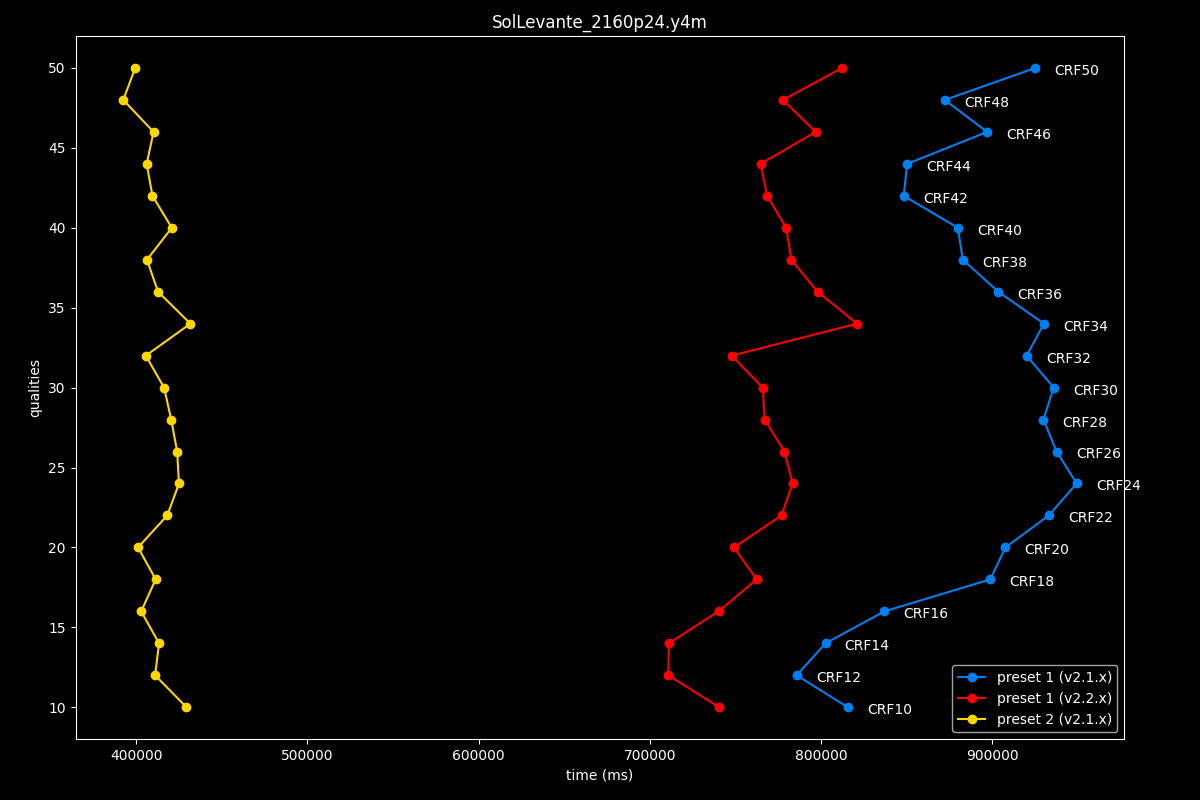 SolLevante_2160p24.y4m
qualities
50
45
40
35
30
25
20
15
10
CRF50
CRF48
CRF46
CRF44
CRF42
CRF40
CRF38
CRF36
CRF34
CRF32
CRF30
CRF28
CRF26
CRF24
CRF22
CRF20
CRF18
CRF16
CRF14
CRF12
CRF10
preset 1 (v2.1.x)
preset 1 (v2.2.x)
preset 2 (v2.1.x)
400000 500000 600000 700000 800000 900000
time (ms)